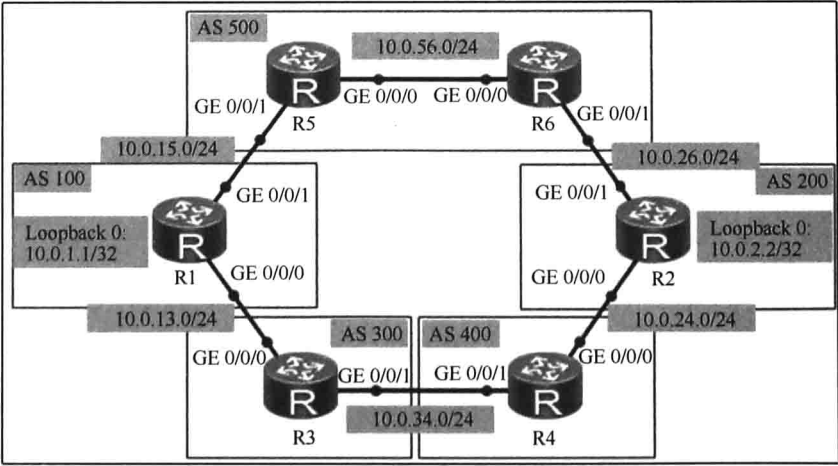 AS 500
10.0.56.0/24
R
R
GE 0/0/1
GE 0/0/0
GE 0/0/0
GE 0/0/1
R5
R6
10.0.15.0/24
10.0.26.0/24
AS 100
AS 200
GE 0/0/1
GE 0/0/1
Loopback 0:
10.0.1.1/32
R
R
Loopback 0:
10.0.2.2/32
R1
R2
GE 0/0/0
GE 0/0/0
10.0.13.0/24
10.0.24.0/24
AS 300
AS 400
GE 0/0/0
GE 0/0/0
GE 0/0/1
GE 0/0/1
R
R
10.0.34.0/24
R3
R4